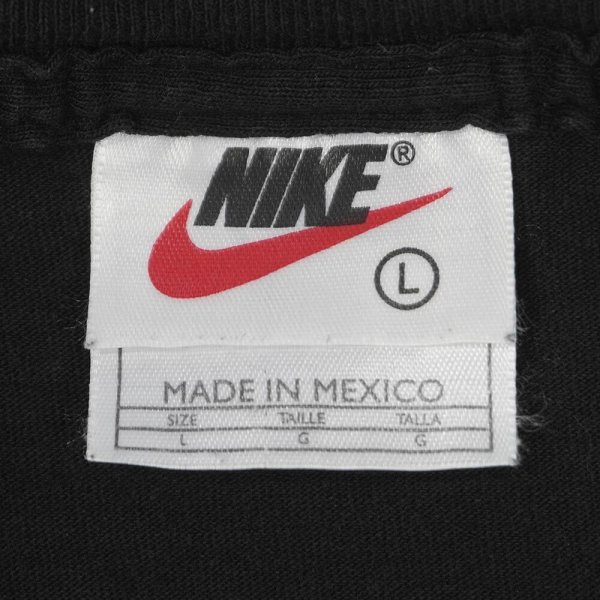 NIKE®
L
MADE IN MEXICO
SIZE TAILLE TALLA
L G G